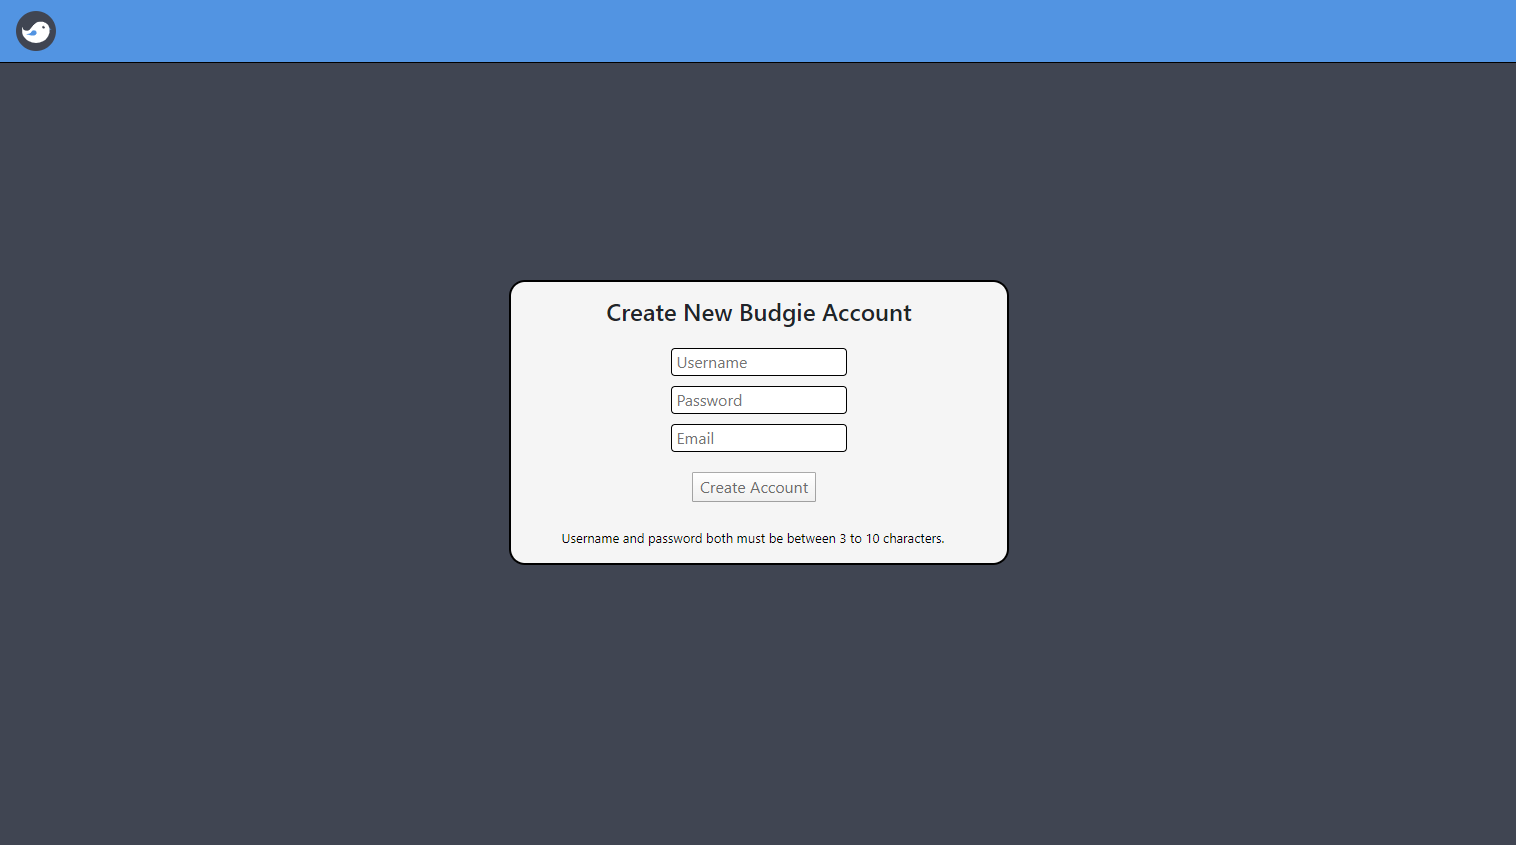 Create New Budgie Account
Username
Password
Email
Create Account
Username and password both must be between 3 to 10 characters.